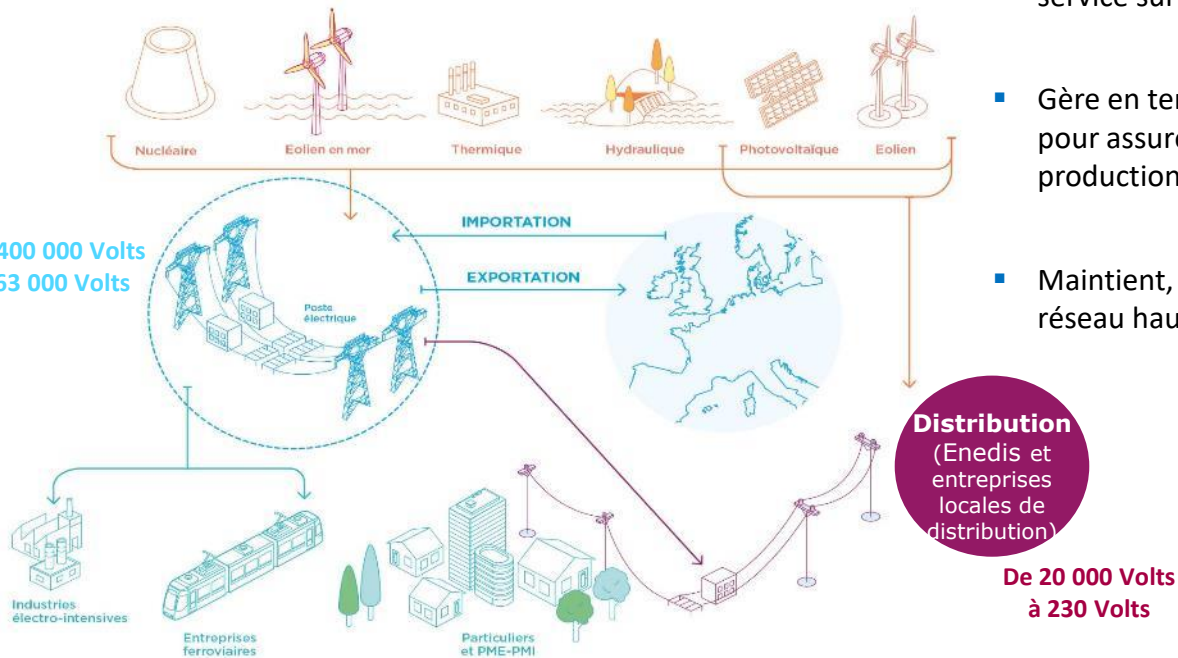 service sur
Gère en te
pour assur
production
Maintient,
réseau hau
Nucléaire
Eolien en mer
Thermique
Hydraulique
Photovoltaïque
Eolien
IMPORTATION
EXPORTATION
400 000 Volts
63 000 Volts
Poste
électrique
Distribution
(Enedis et
entreprises
locales de
distribution)
De 20 000 Volts
à 230 Volts
Industries
électro-intensives
Entreprises
ferroviaires
Particuliers
et PME-PMI